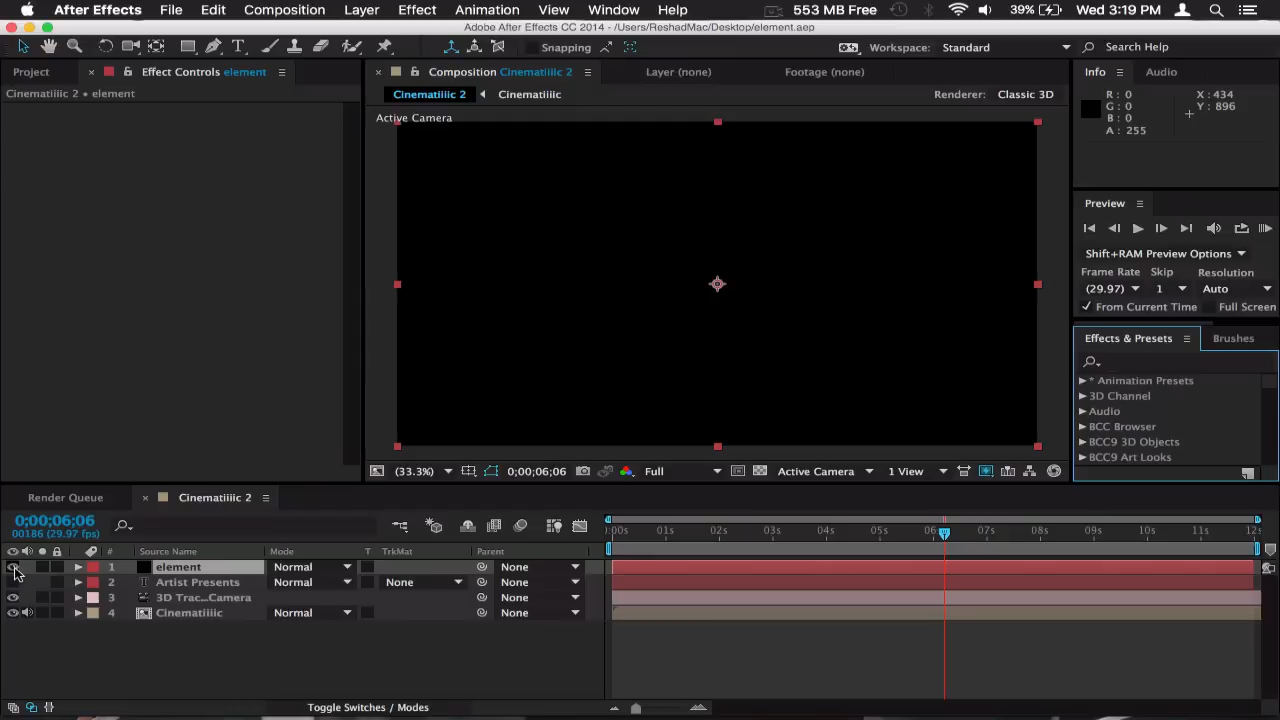 After Effects File Edit Composition Layer Effect Animation View Window Help 553 MB Free 39% Wed 3:19 PM
Adobe After Effects CC 2014 - /Users/ReshadMac/Desktop/element.aep
T Snapping Workspace: Standard Search Help
Project × Effect Controls element × Composition Cinematiiiic 2 Layer (none) Footage (none) Info Audio
Cinematiiiic 2 • element Cinematiiiic 2 Cinematiiiic Renderer: Classic 3D
R: 0 X: 434
G: 0 Y: 896
B: 0
A: 255
Active Camera
Preview
Shift+RAM Preview Options
Frame Rate Skip Resolution
(29.97) 1 Auto
From Current Time Full Screen
Effects & Presets Brushes
* Animation Presets
3D Channel
Audio
BCC Browser
BCC9 3D Objects
BCC9 Art Looks
(33.3%) 0;00;06;06 Full Active Camera 1 View
Render Queue × Cinematiiiic 2
0;00;06;06
00186 (29.97 fps)
:00s 01s 02s 03s 04s 05s 06s 07s 08s 09s 10s 11s 12s
# Source Name Mode T TrkMat Parent
1 element Normal None
2 T Artist Presents Normal None None
3 3D Trac...Camera None
4 Cinematiiiic Normal None
Toggle Switches / Modes